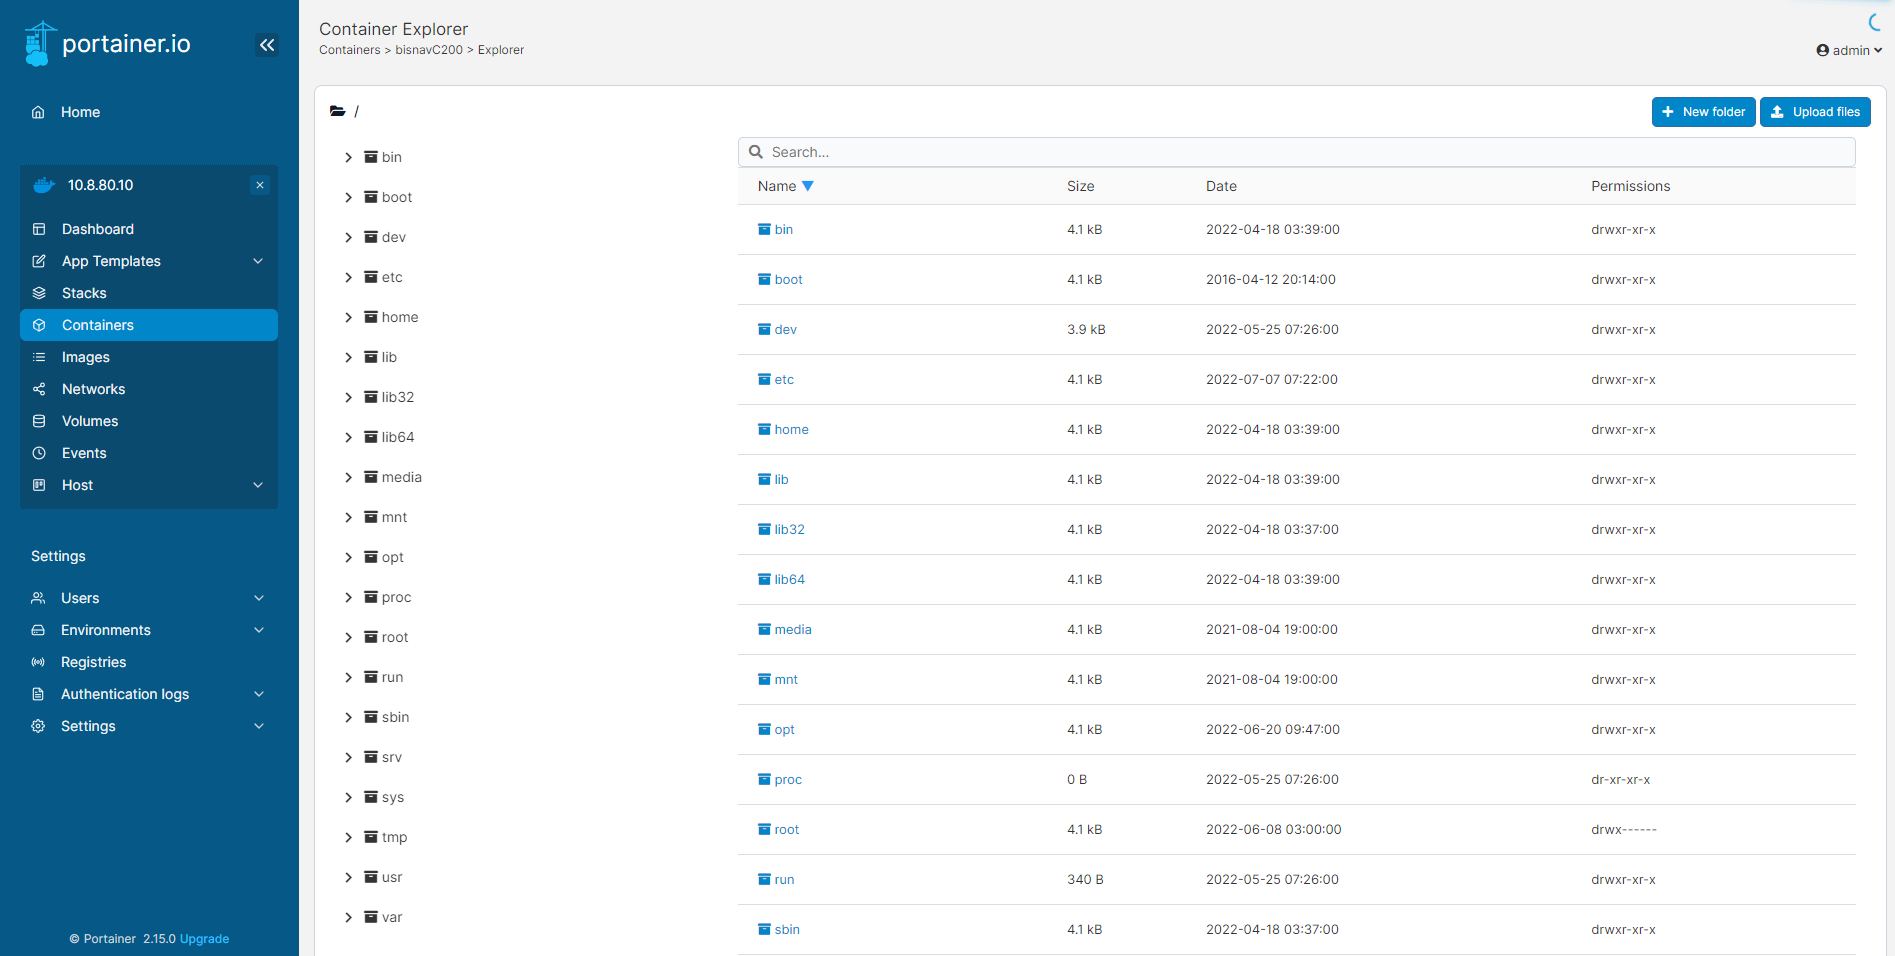 portainer.io
Home
10.8.80.10
Dashboard
App Templates
Stacks
Containers
Images
Networks
Volumes
Events
Host
Settings
Users
Environments
Registries
Authentication logs
Settings
© Portainer 2.15.0 Upgrade
Container Explorer
Containers > bisnavC200 > Explorer
admin
/
New folder
Upload files
bin
boot
dev
etc
home
lib
lib32
lib64
media
mnt
opt
proc
root
run
sbin
srv
sys
tmp
usr
var
Search...
Name Size Date Permissions
bin 4.1 kB 2022-04-18 03:39:00 drwxr-xr-x
boot 4.1 kB 2016-04-12 20:14:00 drwxr-xr-x
dev 3.9 kB 2022-05-25 07:26:00 drwxr-xr-x
etc 4.1 kB 2022-07-07 07:22:00 drwxr-xr-x
home 4.1 kB 2022-04-18 03:39:00 drwxr-xr-x
lib 4.1 kB 2022-04-18 03:39:00 drwxr-xr-x
lib32 4.1 kB 2022-04-18 03:37:00 drwxr-xr-x
lib64 4.1 kB 2022-04-18 03:39:00 drwxr-xr-x
media 4.1 kB 2021-08-04 19:00:00 drwxr-xr-x
mnt 4.1 kB 2021-08-04 19:00:00 drwxr-xr-x
opt 4.1 kB 2022-06-20 09:47:00 drwxr-xr-x
proc 0 B 2022-05-25 07:26:00 dr-xr-xr-x
root 4.1 kB 2022-06-08 03:00:00 drwx------
run 340 B 2022-05-25 07:26:00 drwxr-xr-x
sbin 4.1 kB 2022-04-18 03:37:00 drwxr-xr-x